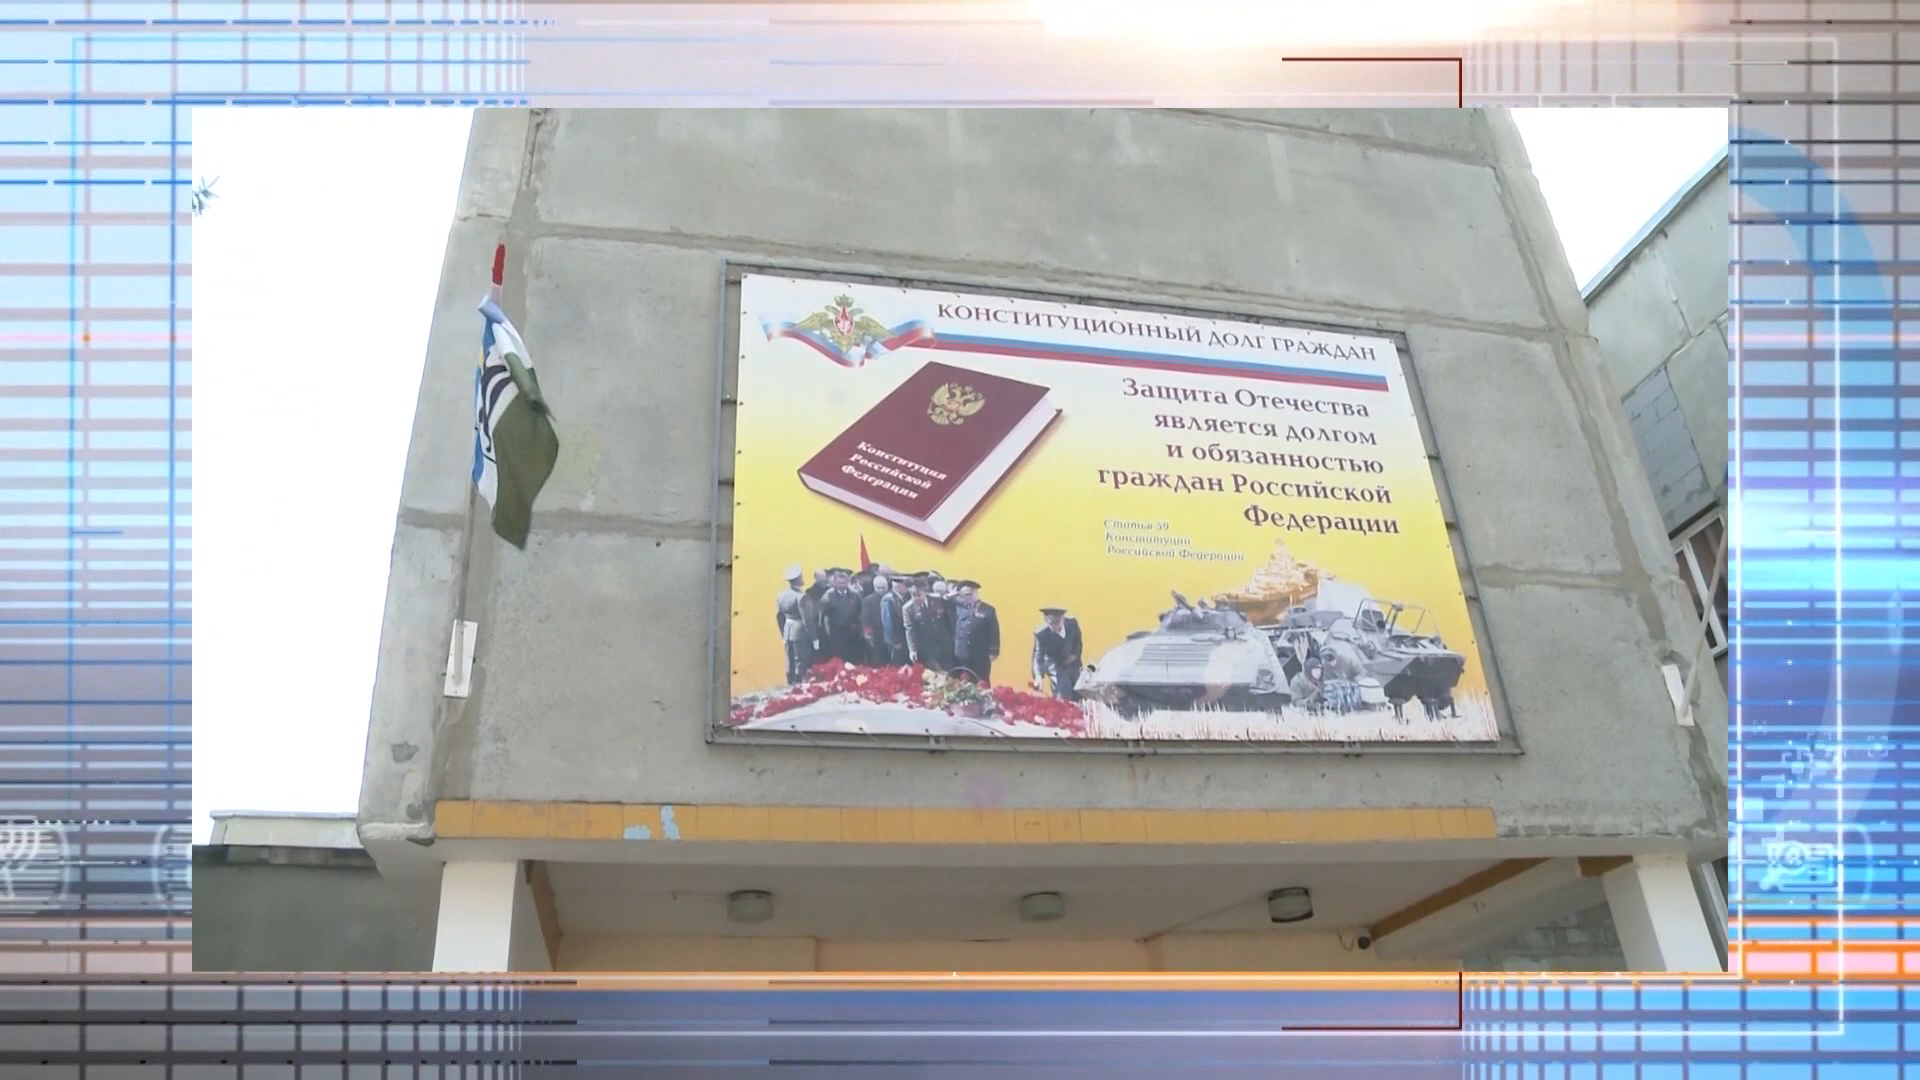 КОНСТИТУЦИОННЫЙ ДОЛГ ГРАЖДАН
Защита Отечества
является долгом
и обязанностью
граждан Российской
Федерации
Статья 59
Конституции
Российской Федерации
Конституция
Российской
Федерации